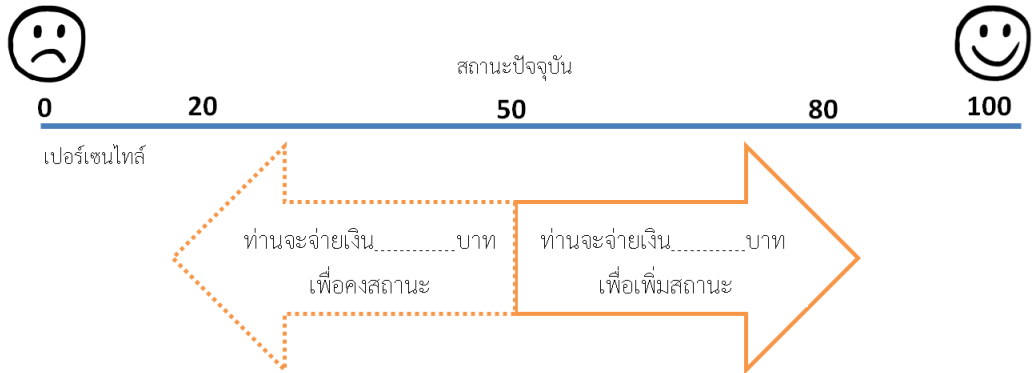 สถานะปัจจุบัน
0 20 50 80 100
เปอร์เซนไทล์
ท่านจะจ่ายเงิน...........บาท
เพื่อคงสถานะ
ท่านจะจ่ายเงิน..........บาท
เพื่อเพิ่มสถานะ